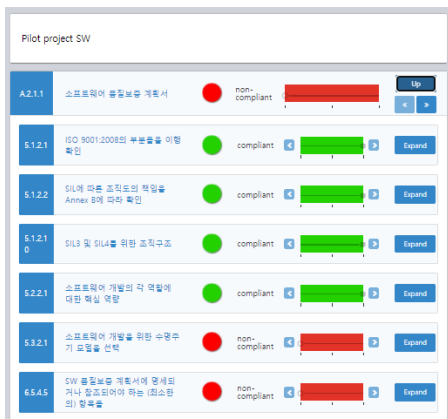 Pilot project SW
A.2.1.1
소프트웨어 품질보증 계획서
non-
compliant
Up
«
»
5.1.2.1
ISO 9001:2008의 부분들을 이행
확인
compliant
<
>
Expand
5.1.2.2
SIL에 따른 조직도의 책임을
Annex B에 따라 확인
compliant
<
>
Expand
5.1.2.1
0
SIL3 및 SIL4를 위한 조직구조
compliant
<
>
Expand
5.2.2.1
소프트웨어 개발의 각 역할에
대한 핵심 역량
compliant
<
>
Expand
5.3.2.1
소프트웨어 개발을 위한 수명주
기 모델을 선택
non-
compliant
<
>
Expand
6.5.4.5
SW 품질보증 계획서에 명세되
거나 참조되어야 하는 (최소한
의) 항목들
non-
compliant
<
>
Expand